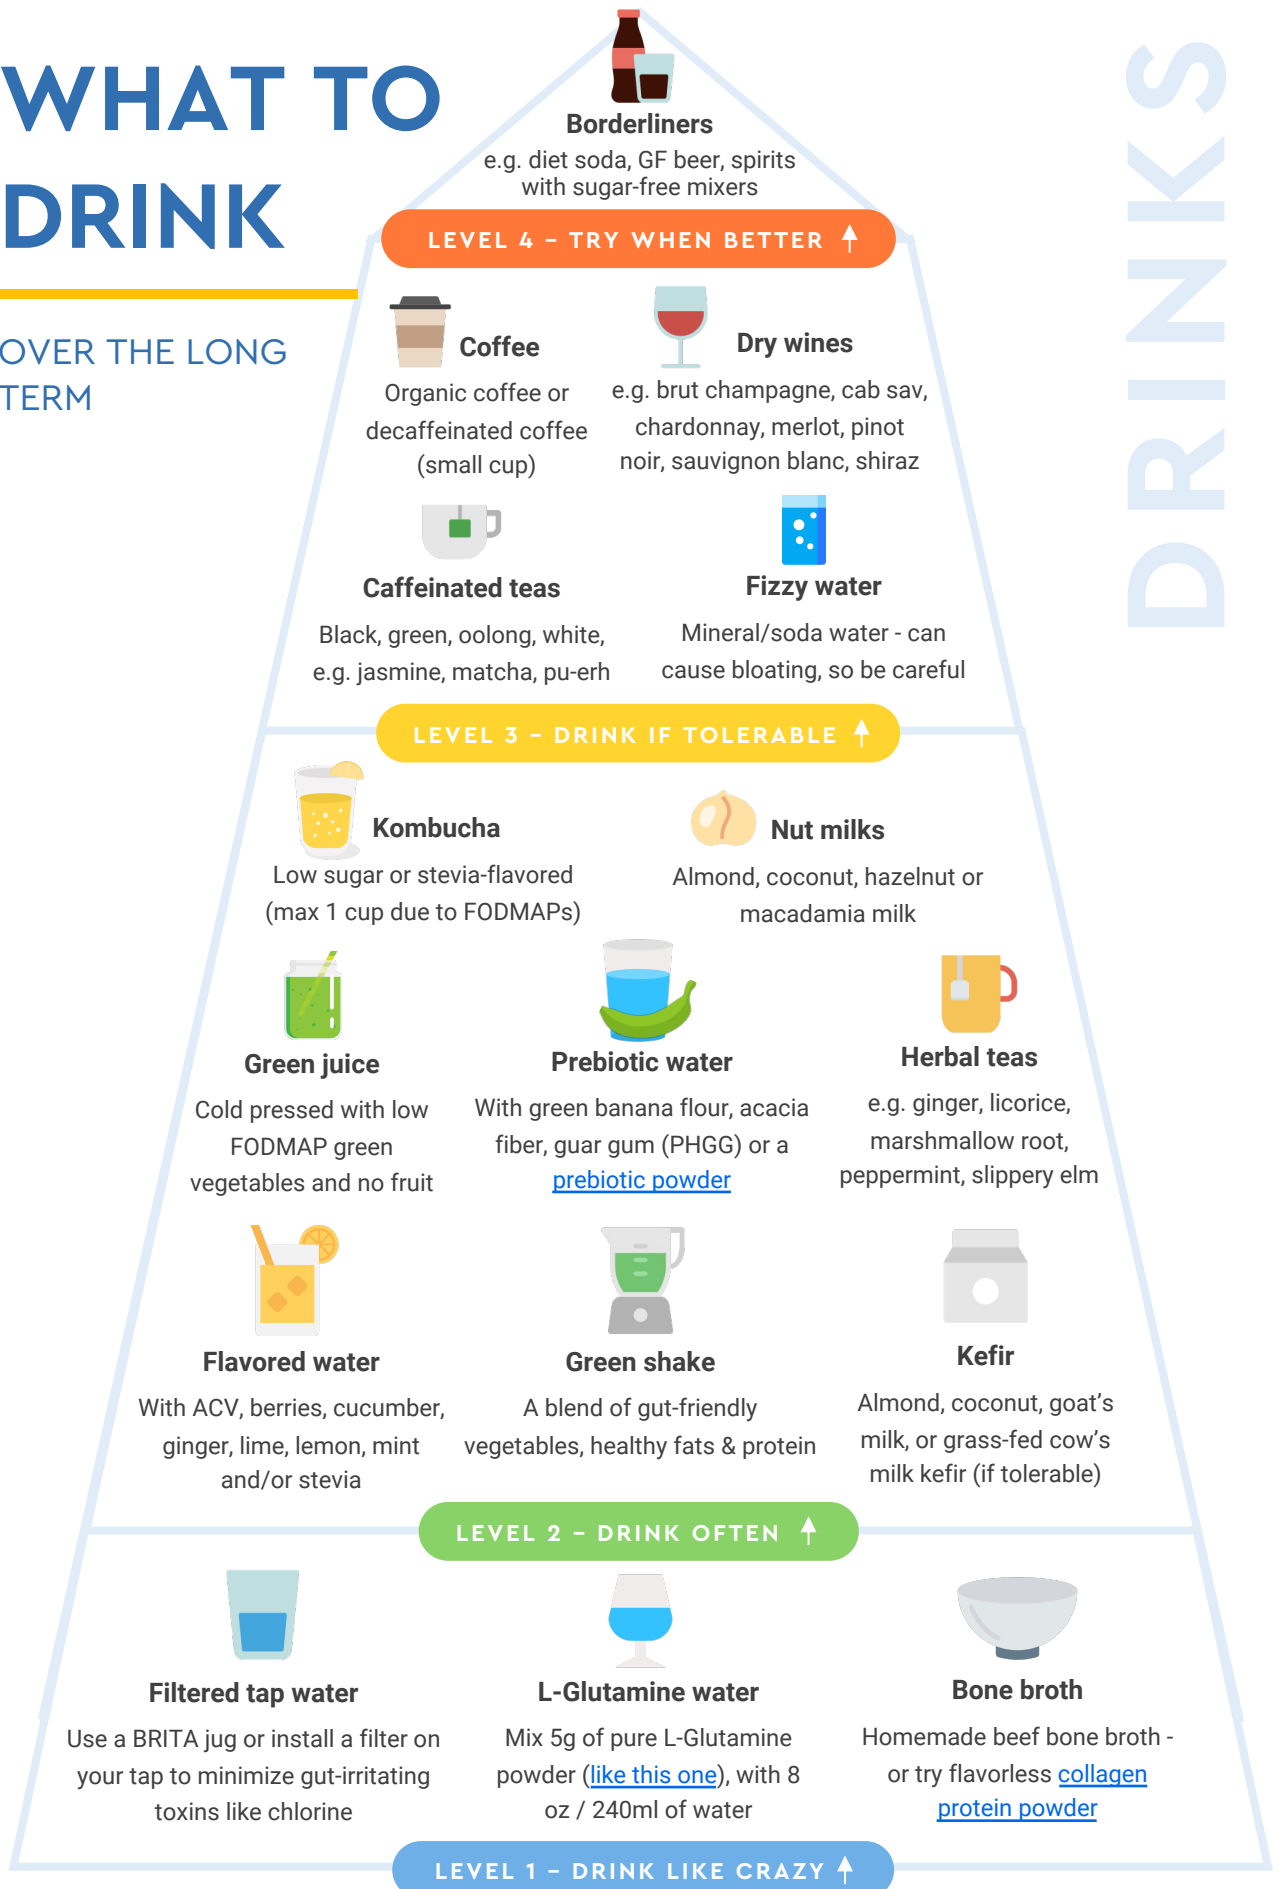 WHAT TO
DRINK
OVER THE LONG
TERM
DRINKS
Borderliners
e.g. diet soda, GF beer, spirits
with sugar-free mixers
LEVEL 4 – TRY WHEN BETTER
Coffee
Organic coffee or
decaffeinated coffee
(small cup)
Dry wines
e.g. brut champagne, cab sav,
chardonnay, merlot, pinot
noir, sauvignon blanc, shiraz
Caffeinated teas
Black, green, oolong, white,
e.g. jasmine, matcha, pu-erh
Fizzy water
Mineral/soda water - can
cause bloating, so be careful
LEVEL 3 – DRINK IF TOLERABLE
Kombucha
Low sugar or stevia-flavored
(max 1 cup due to FODMAPs)
Nut milks
Almond, coconut, hazelnut or
macadamia milk
Green juice
Cold pressed with low
FODMAP green
vegetables and no fruit
Prebiotic water
With green banana flour, acacia
fiber, guar gum (PHGG) or a
prebiotic powder
Herbal teas
e.g. ginger, licorice,
marshmallow root,
peppermint, slippery elm
Flavored water
With ACV, berries, cucumber,
ginger, lime, lemon, mint
and/or stevia
Green shake
A blend of gut-friendly
vegetables, healthy fats & protein
Kefir
Almond, coconut, goat's
milk, or grass-fed cow's
milk kefir (if tolerable)
LEVEL 2 – DRINK OFTEN
Filtered tap water
Use a BRITA jug or install a filter on
your tap to minimize gut-irritating
toxins like chlorine
L-Glutamine water
Mix 5g of pure L-Glutamine
powder (like this one), with 8
oz / 240ml of water
Bone broth
Homemade beef bone broth -
or try flavorless collagen
protein powder
LEVEL 1 – DRINK LIKE CRAZY